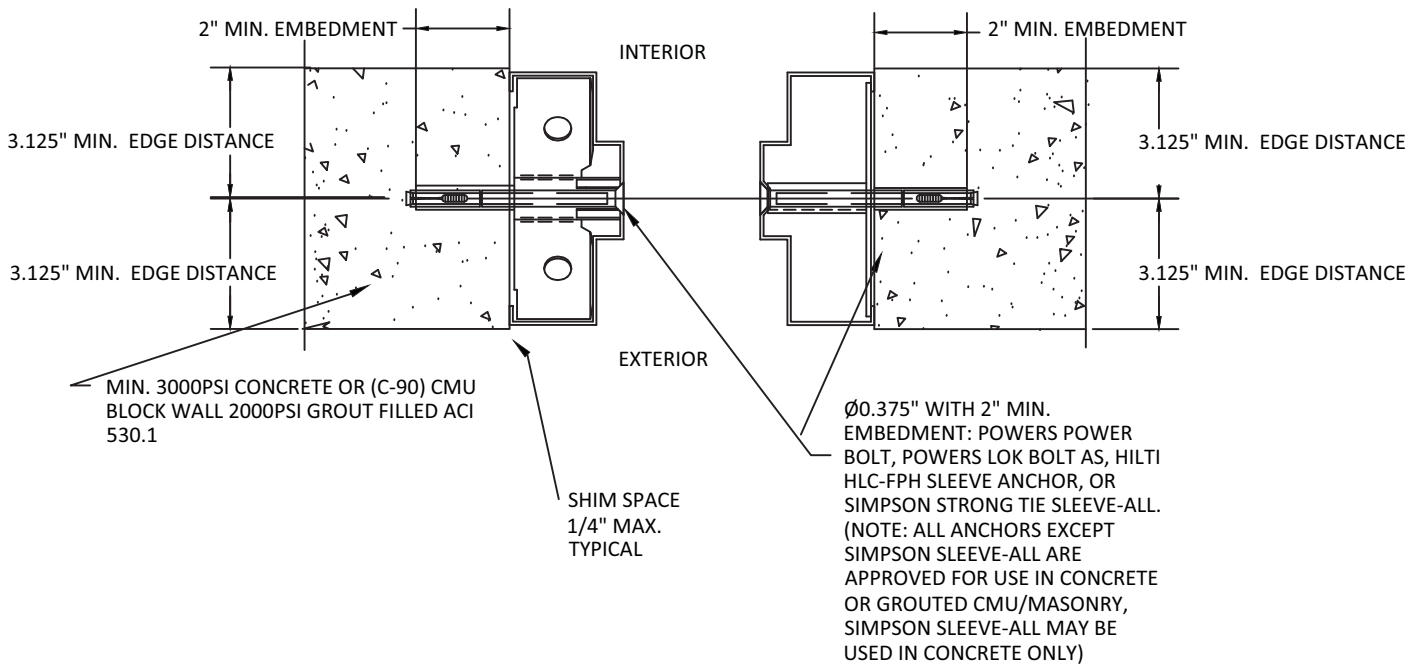 2" MIN. EMBEDMENT
2" MIN. EMBEDMENT
INTERIOR
3.125" MIN. EDGE DISTANCE
3.125" MIN. EDGE DISTANCE
3.125" MIN. EDGE DISTANCE
3.125" MIN. EDGE DISTANCE
EXTERIOR
MIN. 3000PSI CONCRETE OR (C-90) CMU
BLOCK WALL 2000PSI GROUT FILLED ACI
530.1
SHIM SPACE
1/4" MAX.
TYPICAL
Ø0.375" WITH 2" MIN.
EMBEDMENT: POWERS POWER
BOLT, POWERS LOK BOLT AS, HILTI
HLC-FPH SLEEVE ANCHOR, OR
SIMPSON STRONG TIE SLEEVE-ALL.
(NOTE: ALL ANCHORS EXCEPT
SIMPSON SLEEVE-ALL ARE
APPROVED FOR USE IN CONCRETE
OR GROUTED CMU/MASONRY,
SIMPSON SLEEVE-ALL MAY BE
USED IN CONCRETE ONLY)